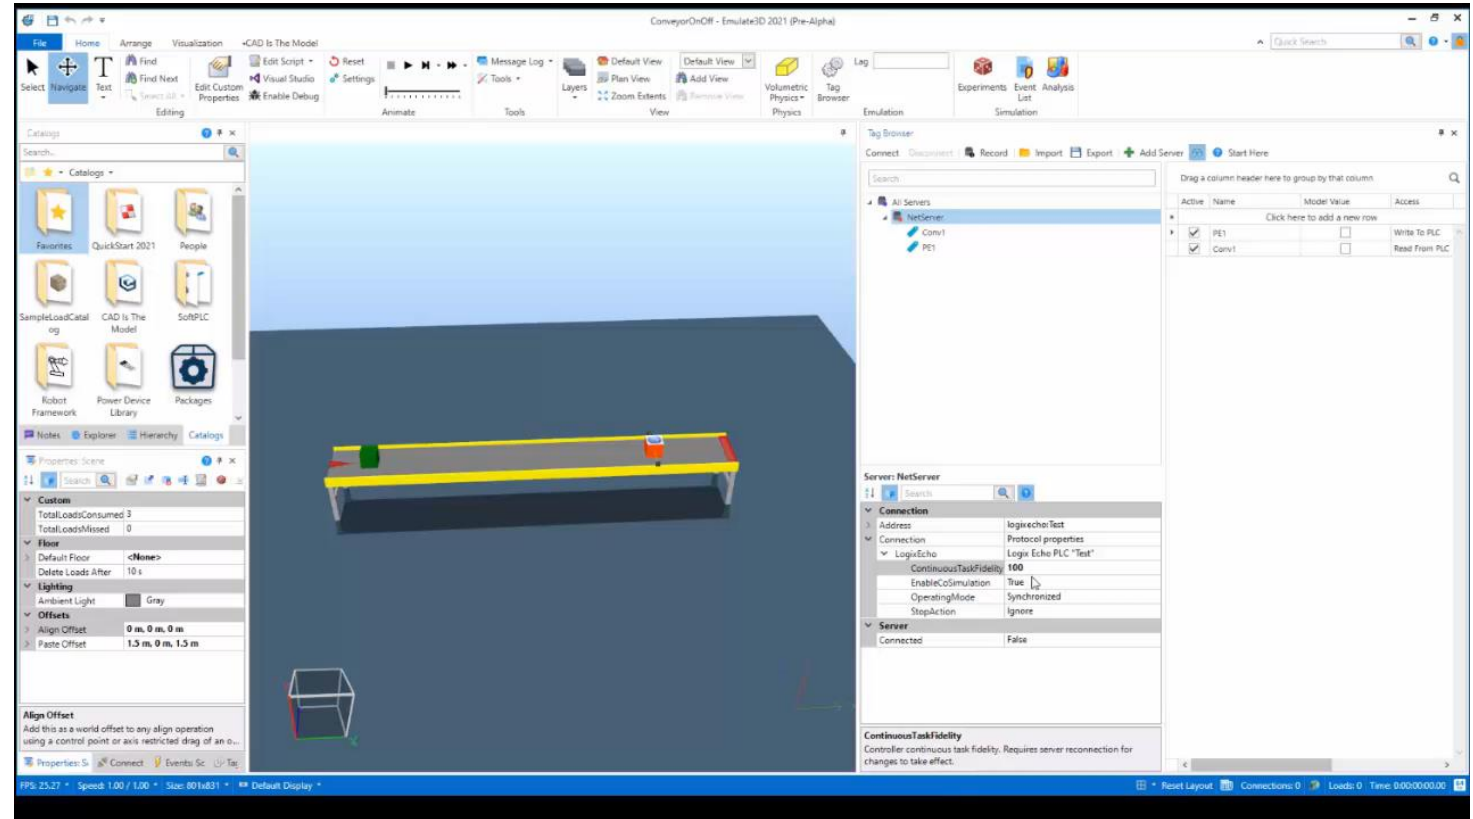 ConveyorOnOff - Emulate3D 2021 (Pre-Alpha)
File Home Arrange Visualization •CAD Is The Model
Quick Search
Select Navigate Text
Find
Find Next
Select All
Editing
Edit Custom Properties
Edit Script
Visual Studio
Enable Debug
Reset
Settings
Animate
Message Log
Tools
Tools
Layers
Default View
Plan View
Zoom Extents
Default View
Add View
Remove View
View
Volumetric Physics
Physics
Tag Browser
Lag
Emulation
Experiments Event List Analysis
Simulation
Catalogs
Search...
Catalogs
Favorites QuickStart 2021 People
SampleLoadCatalog CAD Is The Model SoftPLC
Robot Framework Power Device Library Packages
Notes Explorer Hierarchy Catalogs
Properties: Scene
Search
Custom
TotalLoadsConsumed 3
TotalLoadsMissed 0
Floor
Default Floor <None>
Delete Loads After 10 s
Lighting
Ambient Light Gray
Offsets
Align Offset 0 m, 0 m, 0 m
Paste Offset 1.5 m, 0 m, 1.5 m
Align Offset
Add this as a world offset to any align operation
using a control point or axis restricted drag of an o...
Properties: S Connect Events: Sc Tag
X
Tag Browser
Connect Disconnect Record Import Export Add Server Start Here
Search
All Servers
NetServer
Conv1
PE1
Drag a column header here to group by that column
Active Name Model Value Access
Click here to add a new row
PE1 Write To PLC
Conv1 Read From PLC
Server: NetServer
Search
Connection
Address logixecho:Test
Connection Protocol properties
LogixEcho Logix Echo PLC "Test"
ContinuousTaskFidelity 100
EnableCoSimulation True
OperatingMode Synchronized
StopAction Ignore
Server
Connected False
ContinuousTaskFidelity
Controller continuous task fidelity. Requires server reconnection for
changes to take effect.
FPS: 25.27 Speed: 1.00 / 1.00 Size: 801x831 Default Display Reset Layout Connections: 0 Loads: 0 Time: 0:00:00:00.00